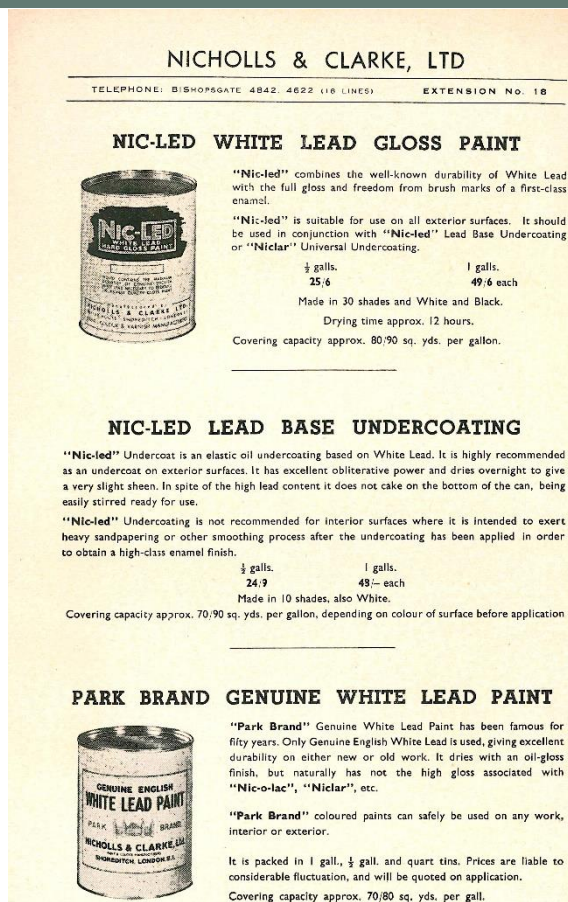 NICHOLLS & CLARKE, LTD
TELEPHONE: BISHOPSGATE 4842. 4622 (18 LINES) EXTENSION No. 18
NIC-LED WHITE LEAD GLOSS PAINT
NIC-LED
WHITE LEAD
HARD GLOSS PAINT
NICHOLLS & CLARKE LTD.
COLOUR & VARNISH MANUFACTURERS
"Nic-led" combines the well-known durability of White Lead
with the full gloss and freedom from brush marks of a first-class
enamel.
"Nic-led" is suitable for use on all exterior surfaces. It should
be used in conjunction with "Nic-led" Lead Base Undercoating
or "Niclar" Universal Undercoating.
½ galls. 1 galls.
25/6 49/6 each
Made in 30 shades and White and Black.
Drying time approx. 12 hours.
Covering capacity approx. 80/90 sq. yds. per gallon.
NIC-LED LEAD BASE UNDERCOATING
"Nic-led" Undercoat is an elastic oil undercoating based on White Lead. It is highly recommended
as an undercoat on exterior surfaces. It has excellent obliterative power and dries overnight to give
a very slight sheen. In spite of the high lead content it does not cake on the bottom of the can, being
easily stirred ready for use.
"Nic-led" Undercoating is not recommended for interior surfaces where it is intended to exert
heavy sandpapering or other smoothing process after the undercoating has been applied in order
to obtain a high-class enamel finish.
½ galls. 1 galls.
24/9 48/– each
Made in 10 shades, also White.
Covering capacity approx. 70/90 sq. yds. per gallon, depending on colour of surface before application
PARK BRAND GENUINE WHITE LEAD PAINT
GENUINE ENGLISH
WHITE LEAD PAINT
PARK BRAND
NICHOLLS & CLARKE, Ltd.
SHOREDITCH, LONDON.E.1.
"Park Brand" Genuine White Lead Paint has been famous for
fifty years. Only Genuine English White Lead is used, giving excellent
durability on either new or old work. It dries with an oil-gloss
finish, but naturally has not the high gloss associated with
"Nic-o-lac", "Niclar", etc.
"Park Brand" coloured paints can safely be used on any work,
interior or exterior.
It is packed in 1 gall., ½ gall. and quart tins. Prices are liable to
considerable fluctuation, and will be quoted on application.
Covering capacity approx. 70/80 sq. yds. per gall.